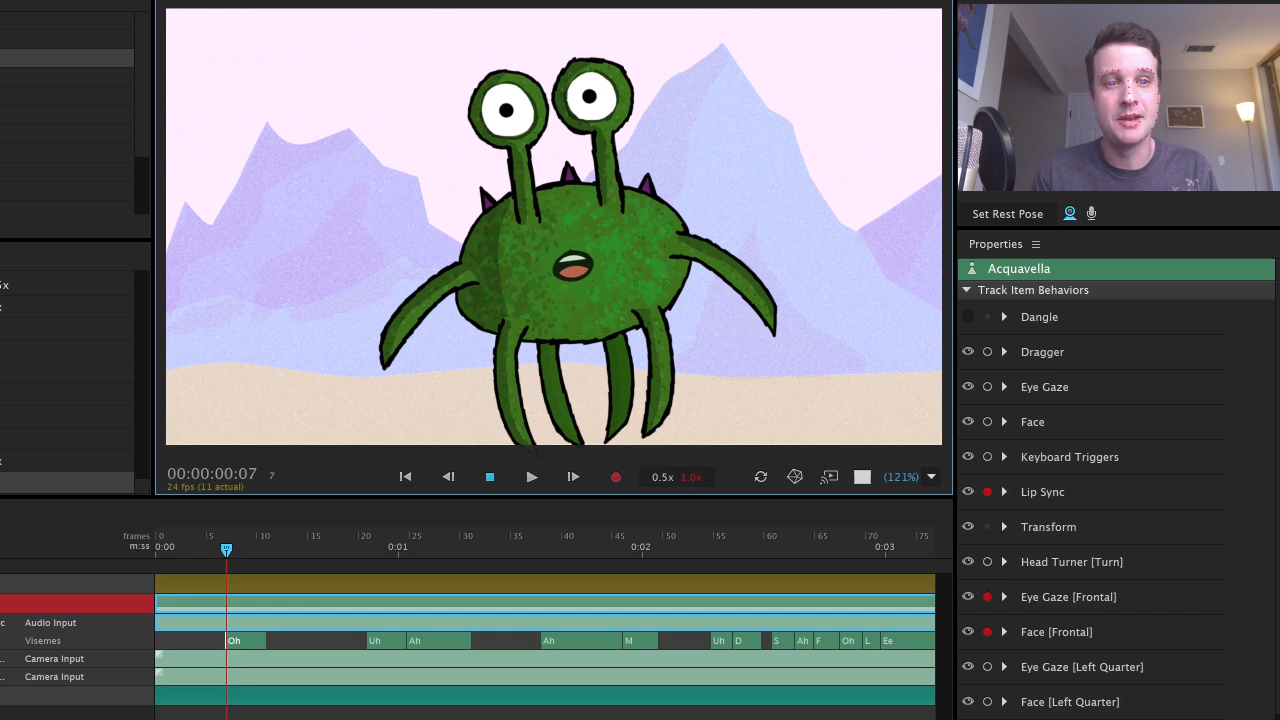 Set Rest Pose
Properties
Acquavella
Track Item Behaviors
Dangle
Dragger
Eye Gaze
Face
Keyboard Triggers
Lip Sync
Transform
Head Turner [Turn]
Eye Gaze [Frontal]
Face [Frontal]
Eye Gaze [Left Quarter]
Face [Left Quarter]
x
00:00:00:07 7
24 fps (11 actual)
0.5x 1.0x
(121%)
frames 0 5 10 15 20 25 30 35 40 45 50 55 60 65 70 75
m:ss 0:00 0:01 0:02 0:03
c Audio Input
Visemes Oh Uh Ah Ah M Uh D S Ah F Oh L Ee
.. Camera Input
.. Camera Input